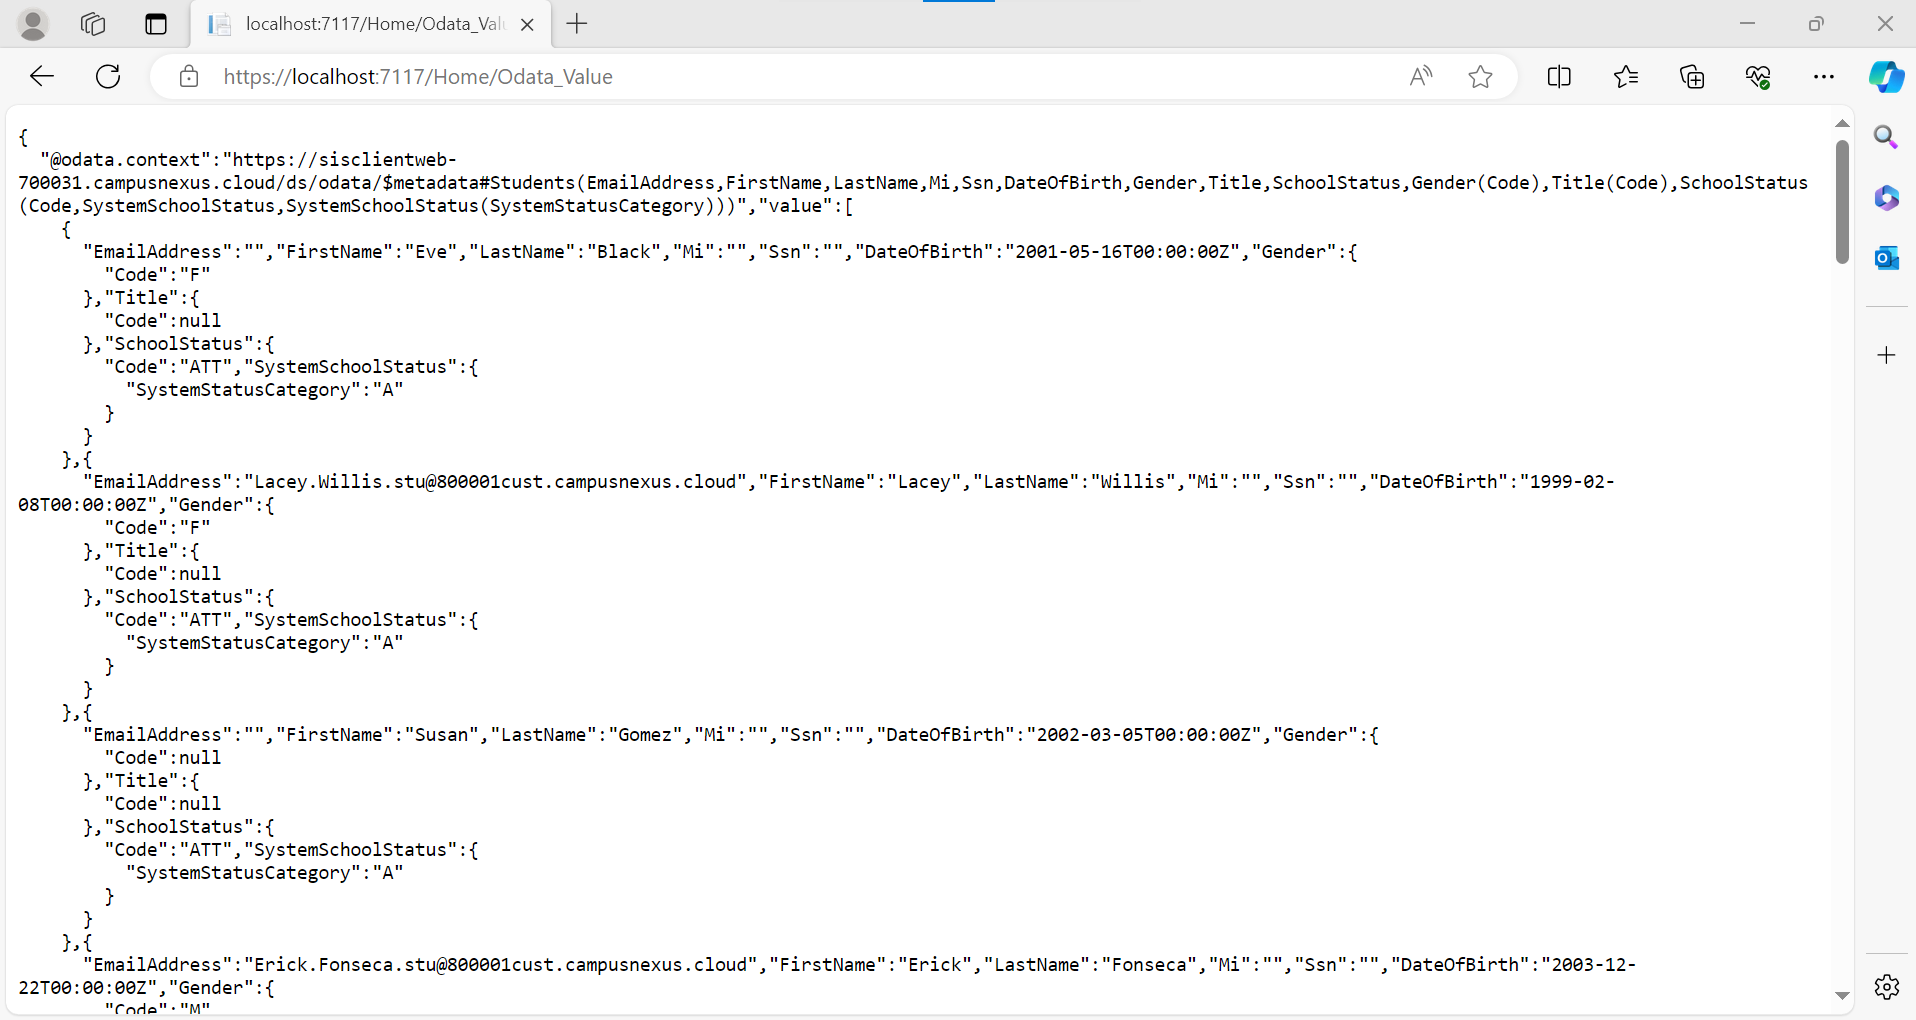 localhost:7117/Home/Odata_Valu
https://localhost:7117/Home/Odata_Value
{
"@odata.context":"https://sisclientweb-
700031.campusnexus.cloud/ds/odata/$metadata#Students(EmailAddress,FirstName,LastName,Mi,Ssn,DateOfBirth,Gender,Title,SchoolStatus,Gender(Code),Title(Code),SchoolStatus
(Code,SystemSchoolStatus,SystemSchoolStatus(SystemStatusCategory)))","value":[
{
"EmailAddress":"","FirstName":"Eve","LastName":"Black","Mi":"","Ssn":"","DateOfBirth":"2001-05-16T00:00:00Z","Gender":{
"Code":"F"
},"Title":{
"Code":null
},"SchoolStatus":{
"Code":"ATT","SystemSchoolStatus":{
"SystemStatusCategory":"A"
}
}
},{
"EmailAddress":"Lacey.Willis.stu@800001cust.campusnexus.cloud","FirstName":"Lacey","LastName":"Willis","Mi":"","Ssn":"","DateOfBirth":"1999-02-
08T00:00:00Z","Gender":{
"Code":"F"
},"Title":{
"Code":null
},"SchoolStatus":{
"Code":"ATT","SystemSchoolStatus":{
"SystemStatusCategory":"A"
}
}
},{
"EmailAddress":"","FirstName":"Susan","LastName":"Gomez","Mi":"","Ssn":"","DateOfBirth":"2002-03-05T00:00:00Z","Gender":{
"Code":null
},"Title":{
"Code":null
},"SchoolStatus":{
"Code":"ATT","SystemSchoolStatus":{
"SystemStatusCategory":"A"
}
}
},{
"EmailAddress":"Erick.Fonseca.stu@800001cust.campusnexus.cloud","FirstName":"Erick","LastName":"Fonseca","Mi":"","Ssn":"","DateOfBirth":"2003-12-
22T00:00:00Z","Gender":{
"Code":"M"